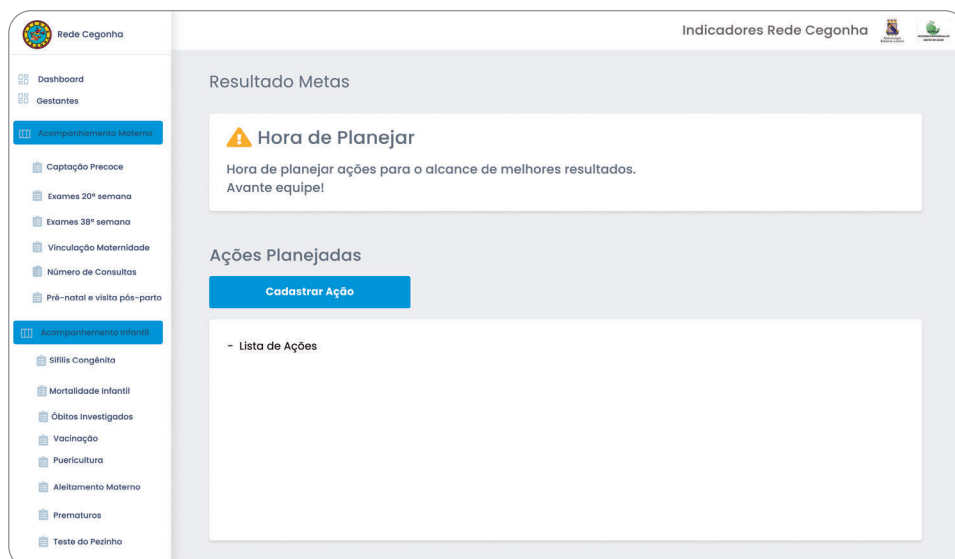 Rede Cegonha
Indicadores Rede Cegonha
Dashboard
Gestantes
Acompanhamento Materno
Captação Precoce
Exames 20ª semana
Exames 38ª semana
Vinculação Maternidade
Número de Consultas
Pré-natal e visita pós-parto
Acompanhemento Infantil
Sífilis Congênita
Mortalidade Infantil
Óbitos Investigados
Vacinação
Puericultura
Aleitamento Materno
Prematuros
Teste do Pezinho
Resultado Metas
Hora de Planejar
Hora de planejar ações para o alcance de melhores resultados.
Avante equipe!
Ações Planejadas
Cadastrar Ação
- Lista de Ações